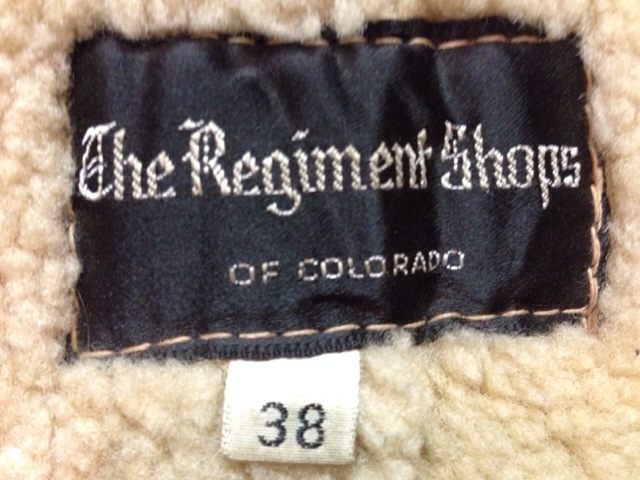 The Regiment Shops
OF COLORADO
38